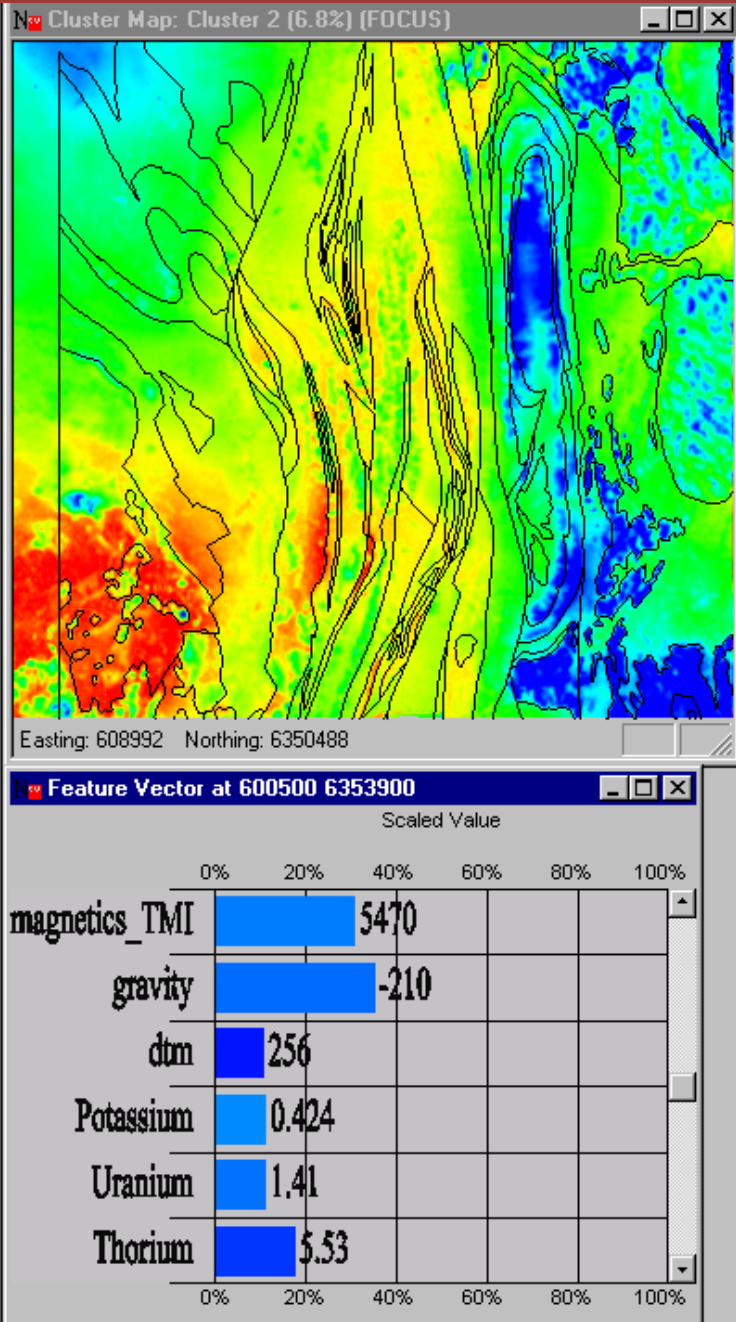 Cluster Map: Cluster 2 (6.8%) (FOCUS)
Easting: 608992 Northing: 6350488
Feature Vector at 600500 6353900
Scaled Value
0% 20% 40% 60% 80% 100%
magnetics_TMI 5470
gravity -210
dtm 256
Potassium 0.424
Uranium 1.41
Thorium 5.53
0% 20% 40% 60% 80% 100%